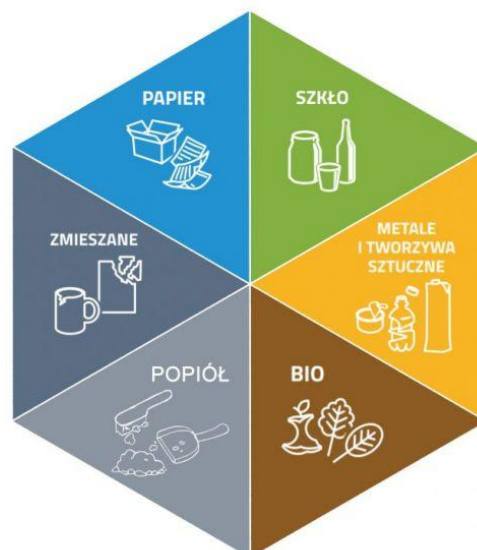 PAPIER
SZKŁO
ZMIESZANE
METALE
I TWORZYWA
SZTUCZNE
POPIÓŁ
BIO